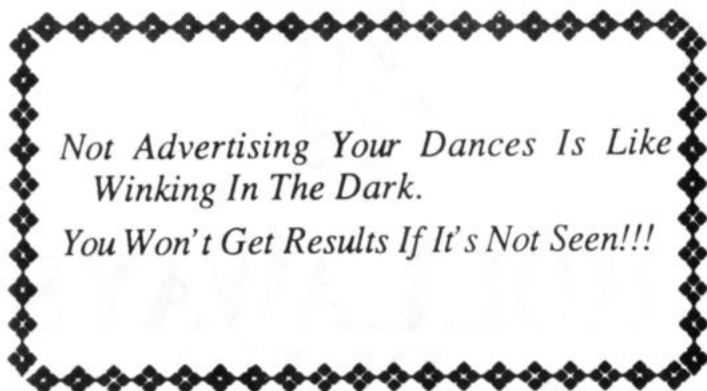 Not Advertising Your Dances Is Like
Winking In The Dark.
You Won't Get Results If It's Not Seen!!!